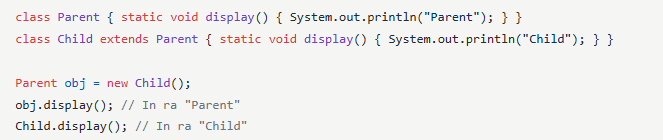 class Parent { static void display() { System.out.println("Parent"); } }
class Child extends Parent { static void display() { System.out.println("Child"); } }
Parent obj = new Child();
obj.display(); // In ra "Parent"
Child.display(); // In ra "Child"